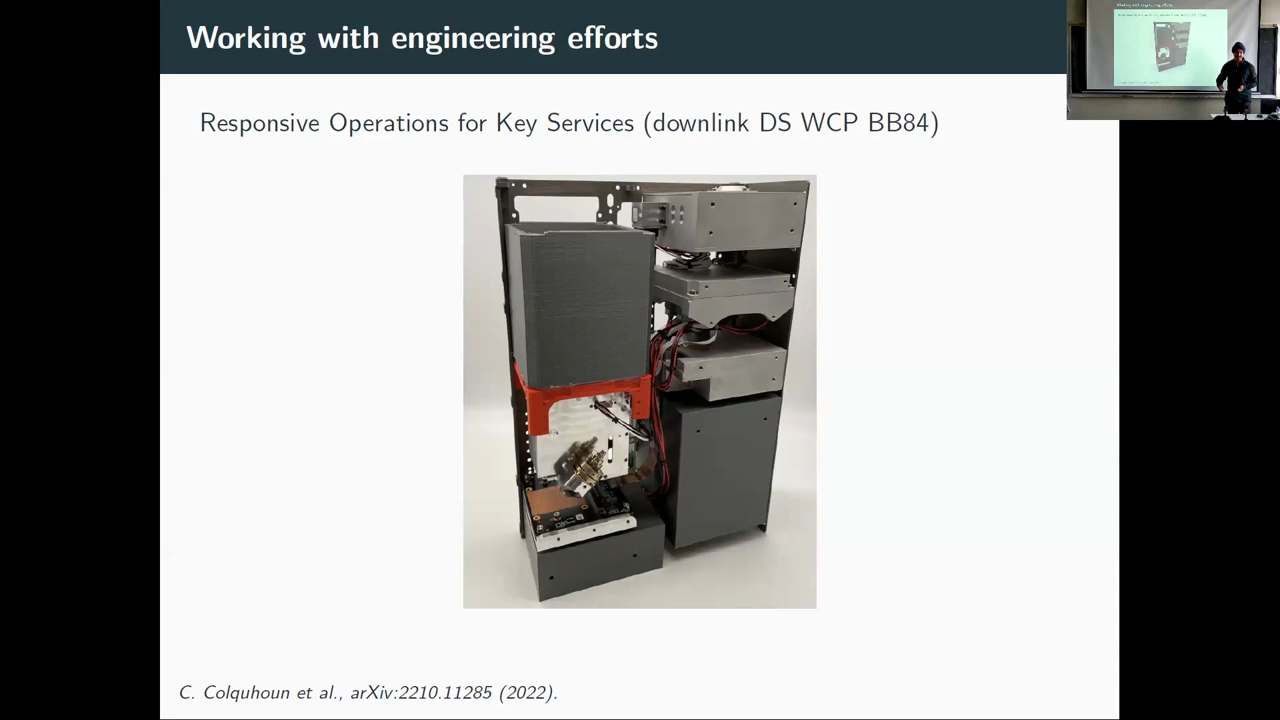 Working with engineering efforts
Responsive Operations for Key Services (downlink DS WCP BB84)
C. Colquhoun et al., arXiv:2210.11285 (2022).